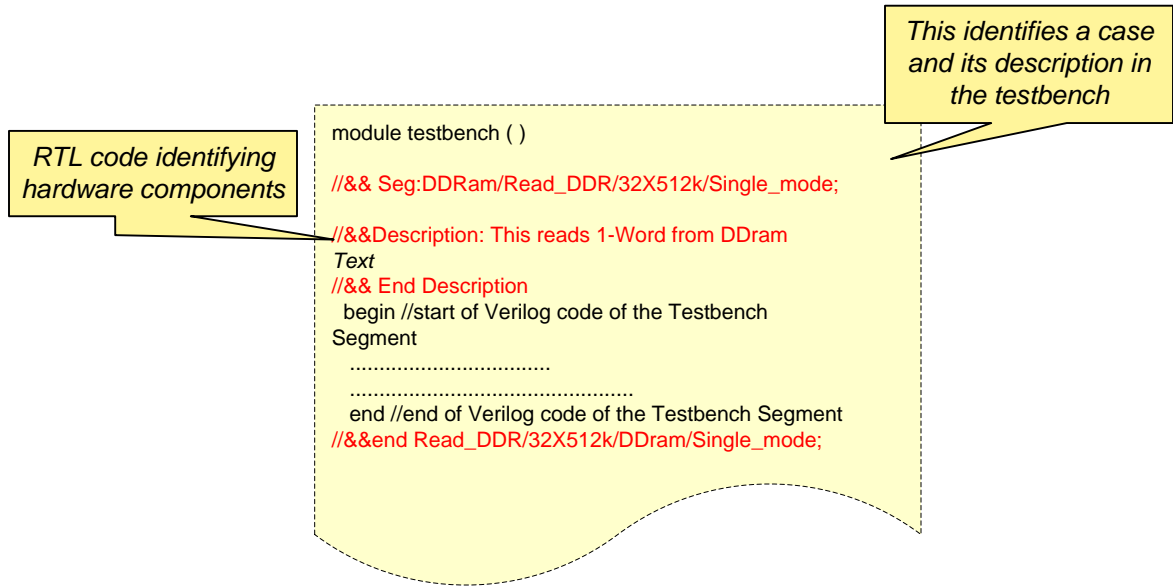 This identifies a case
and its description in
the testbench
RTL code identifying
hardware components
module testbench ( )
//&& Seg:DDRam/Read_DDR/32X512k/Single_mode;
//&&Description: This reads 1-Word from DDram
Text
//&& End Description
begin //start of Verilog code of the Testbench
Segment
..................................
................................................
end //end of Verilog code of the Testbench Segment
//&&end Read_DDR/32X512k/DDram/Single_mode;